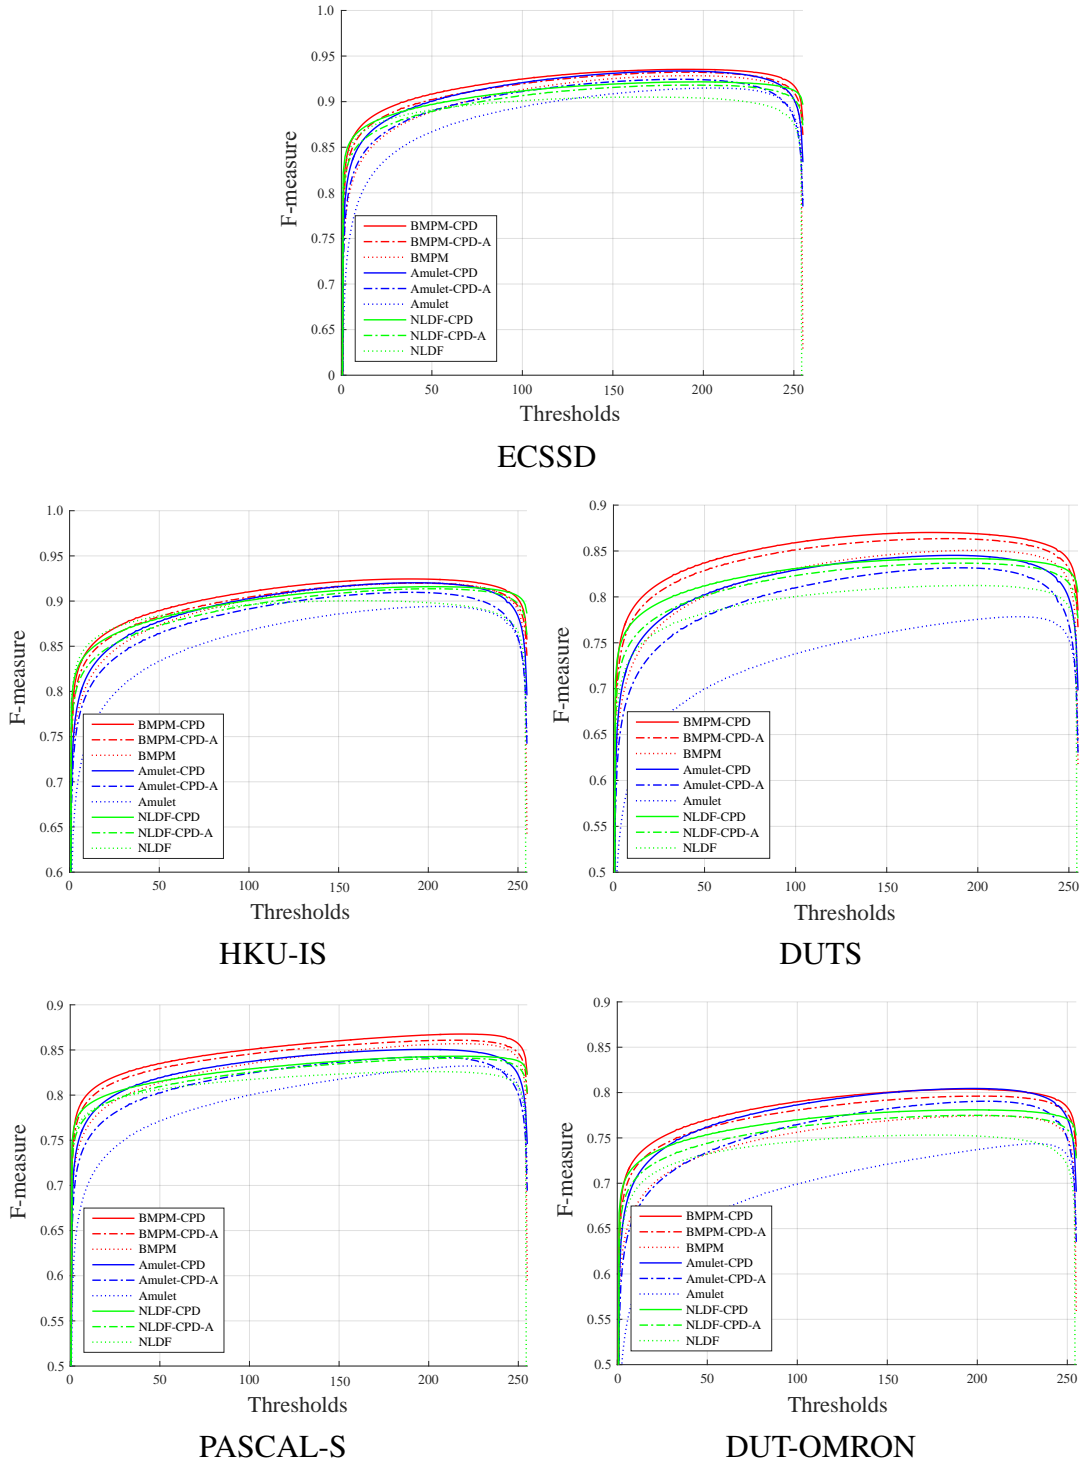 1.0
0.95
0.9
0.85
0.8
0.75
0.7
0.65
0
F-measure
BMPM-CPD
BMPM-CPD-A
BMPM
Amulet-CPD
Amulet-CPD-A
Amulet
NLDF-CPD
NLDF-CPD-A
NLDF
0 50 100 150 200 250
Thresholds
ECSSD
1.0
0.95
0.9
0.85
0.8
0.75
0.7
0.65
0.6
F-measure
BMPM-CPD
BMPM-CPD-A
BMPM
Amulet-CPD
Amulet-CPD-A
Amulet
NLDF-CPD
NLDF-CPD-A
NLDF
0 50 100 150 200 250
Thresholds
HKU-IS
0.9
0.85
0.8
0.75
0.7
0.65
0.6
0.55
0.5
F-measure
BMPM-CPD
BMPM-CPD-A
BMPM
Amulet-CPD
Amulet-CPD-A
Amulet
NLDF-CPD
NLDF-CPD-A
NLDF
0 50 100 150 200 250
Thresholds
DUTS
0.9
0.85
0.8
0.75
0.7
0.65
0.6
0.55
0.5
F-measure
BMPM-CPD
BMPM-CPD-A
BMPM
Amulet-CPD
Amulet-CPD-A
Amulet
NLDF-CPD
NLDF-CPD-A
NLDF
0 50 100 150 200 250
Thresholds
PASCAL-S
0.9
0.85
0.8
0.75
0.7
0.65
0.6
0.55
0.5
F-measure
BMPM-CPD
BMPM-CPD-A
BMPM
Amulet-CPD
Amulet-CPD-A
Amulet
NLDF-CPD
NLDF-CPD-A
NLDF
0 50 100 150 200 250
Thresholds
DUT-OMRON